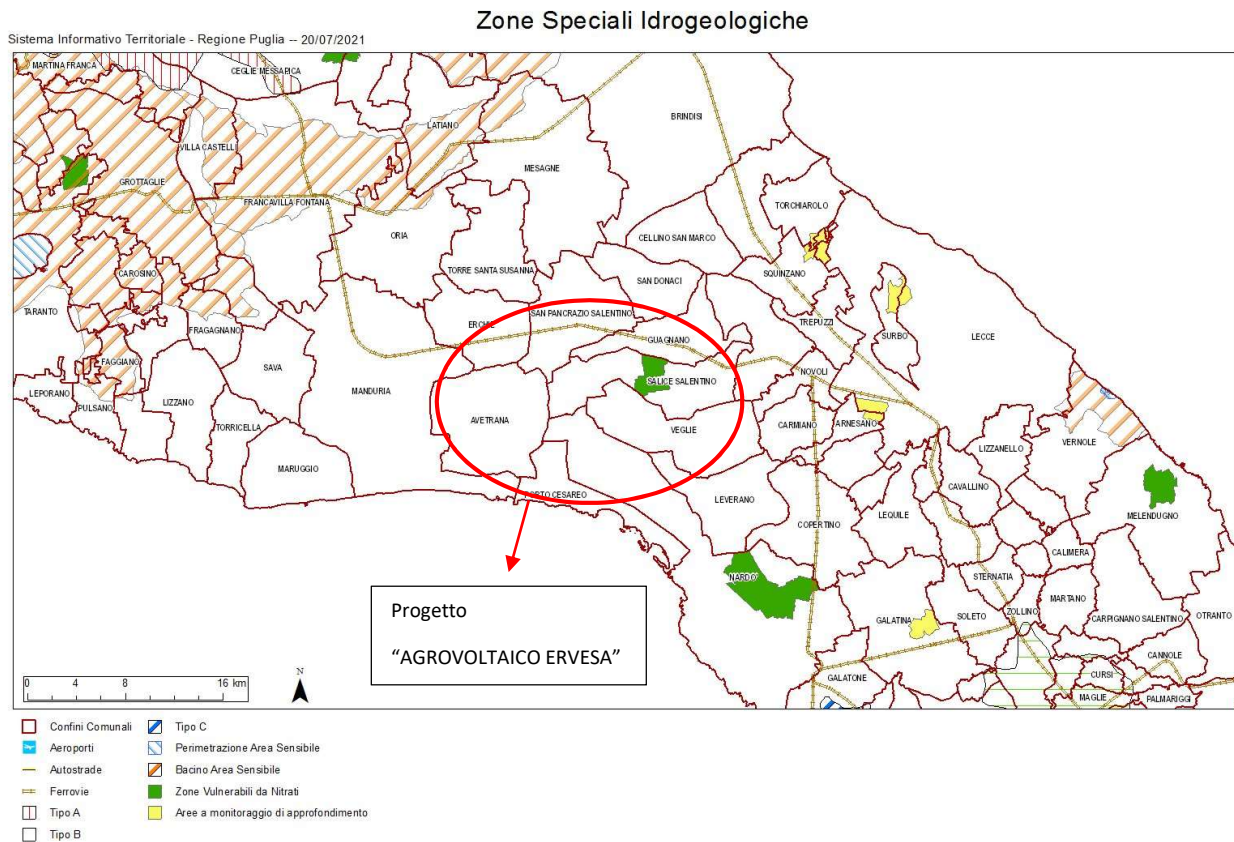 Zone Speciali Idrogeologiche
Sistema Informativo Territoriale - Regione Puglia -- 20/07/2021
MARTINA FRANCA
CEGLIE MESSAPICA
BRINDISI
LATIANO
VILLA CASTELLI
MESAGNE
GROTTAGLIE
FRANCAVILLA FONTANA
TORCHIAROLO
ORIA
CELLINO SAN MARCO
CAROSINO
TORRE SANTA SUSANNA
SQUINZANO
SAN DONACI
TARANTO
SAN PANCRAZIO SALENTINO
ERCHIE
TREPUZZI
FRAGAGNANO
SURBO
LECCE
GUAGNANO
FAGGIANO
SAVA
NOVOLI
SALICE SALENTINO
LEPORANO
PULSANO
MANDURIA
LIZZANO
AVETRANA
CARMIANO
ARNESANO
TORRICELLA
VEGLIE
LIZZANELLO
VERNOLE
MARUGGIO
CAVALLINO
PORTO CESAREO
LEVERANO
COPERTINO
LEQUILE
MELENDUGNO
CALIMERA
NARDO'
STERNATIA
MARTANO
GALATINA
SOLETO
ZOLLINO
CARPIGNANO SALENTINO
OTRANTO
CANNOLE
GALATONE
CURSI
MAGLIE
PALMARIGGI
Progetto
“AGROVOLTAICO ERVESA”
0 4 8 16 km
N
Confini Comunali
Aeroporti
Autostrade
Ferrovie
Tipo A
Tipo B
Tipo C
Perimetrazione Area Sensibile
Bacino Area Sensibile
Zone Vulnerabili da Nitrati
Aree a monitoraggio di approfondimento